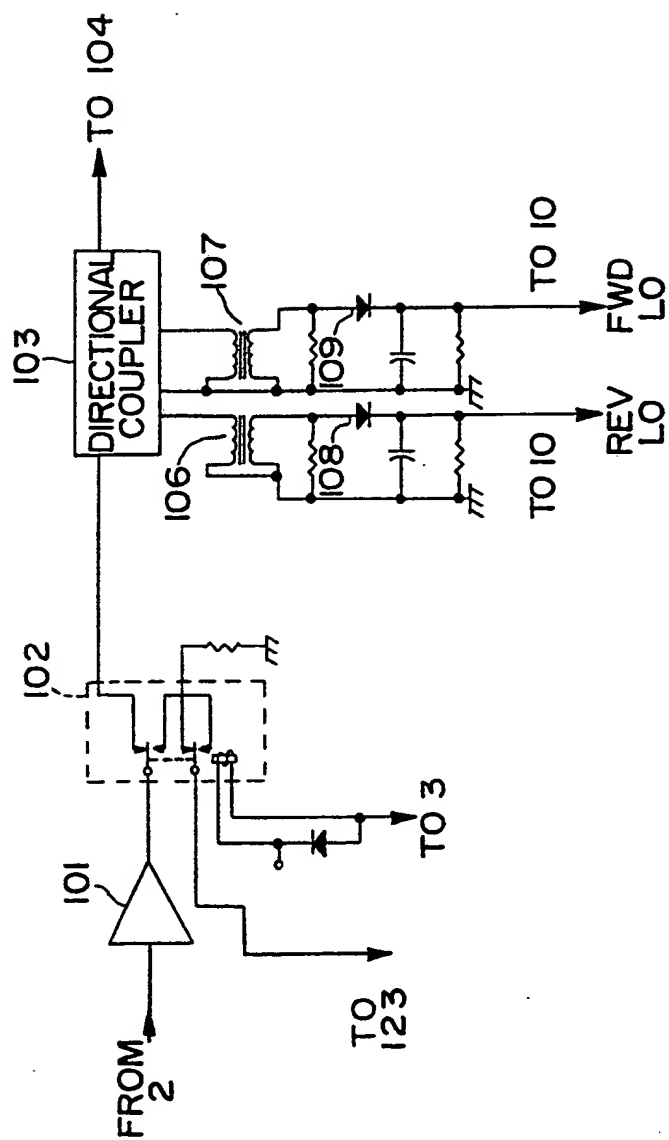 FROM
2
101
102
103
DIRECTIONAL
COUPLER
TO 104
106
107
108
109
TO
123
TO 3
TO 10
REV
LO
TO 10
FWD
LO